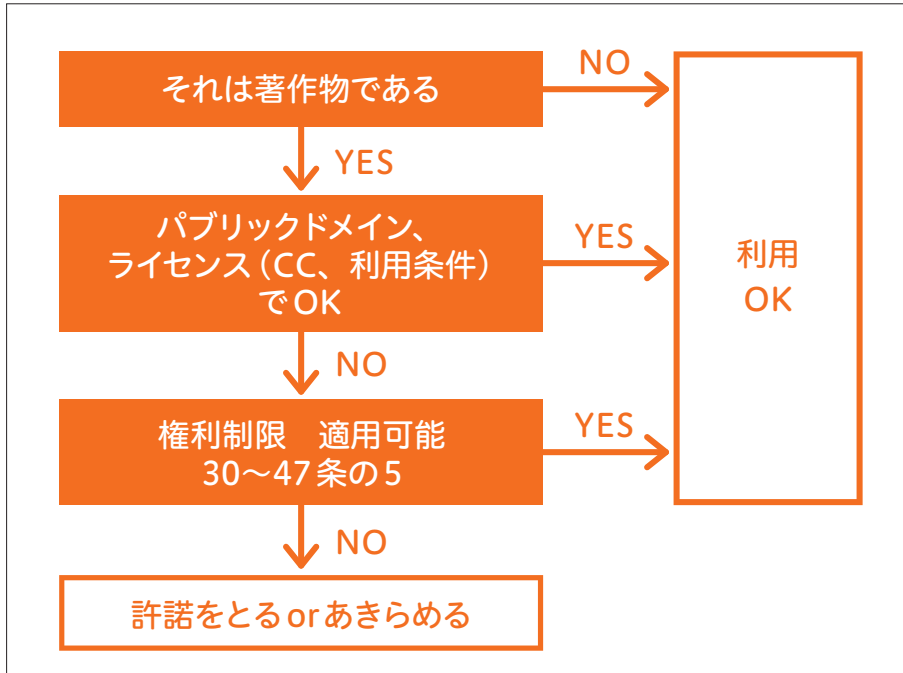 それは著作物である
NO
YES
パブリックドメイン、
ライセンス（CC、利用条件）
でOK
YES
利用
OK
NO
権利制限　適用可能
30〜47条の5
YES
NO
許諾をとるorあきらめる